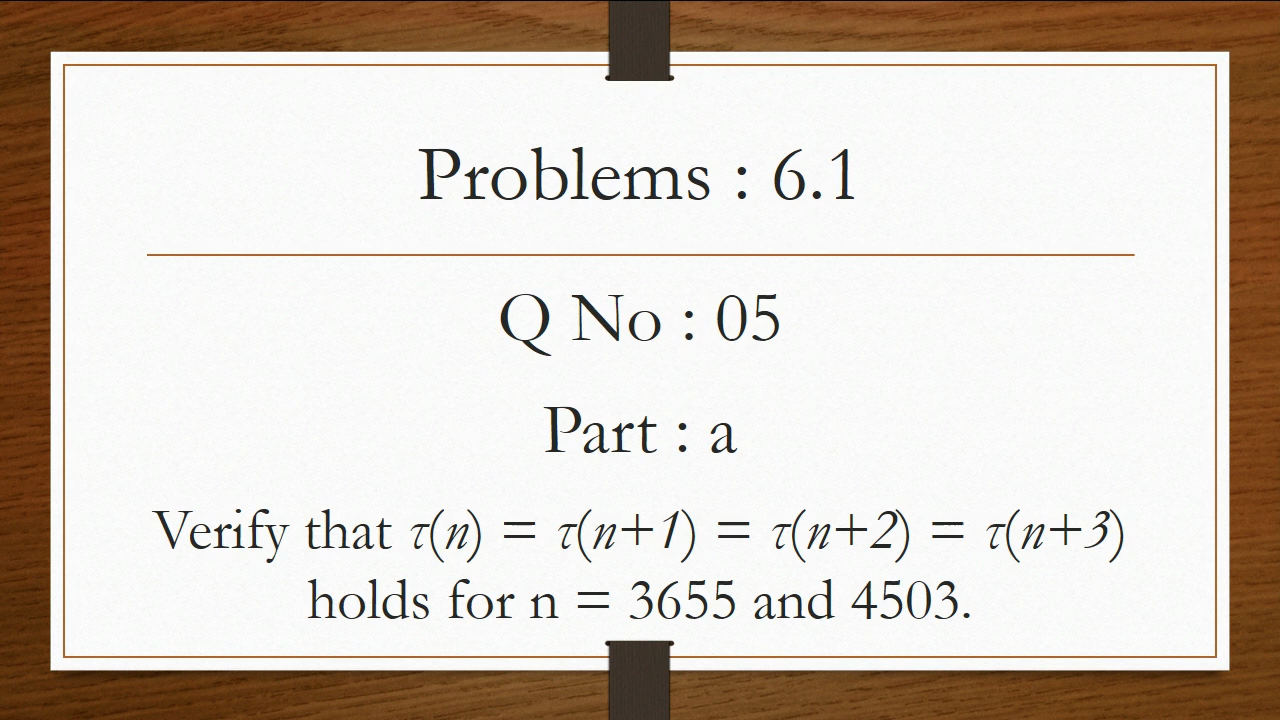 Problems : 6.1
Q No : 05
Part : a
Verify that τ(n) = τ(n+1) = τ(n+2) = τ(n+3)
holds for n = 3655 and 4503.